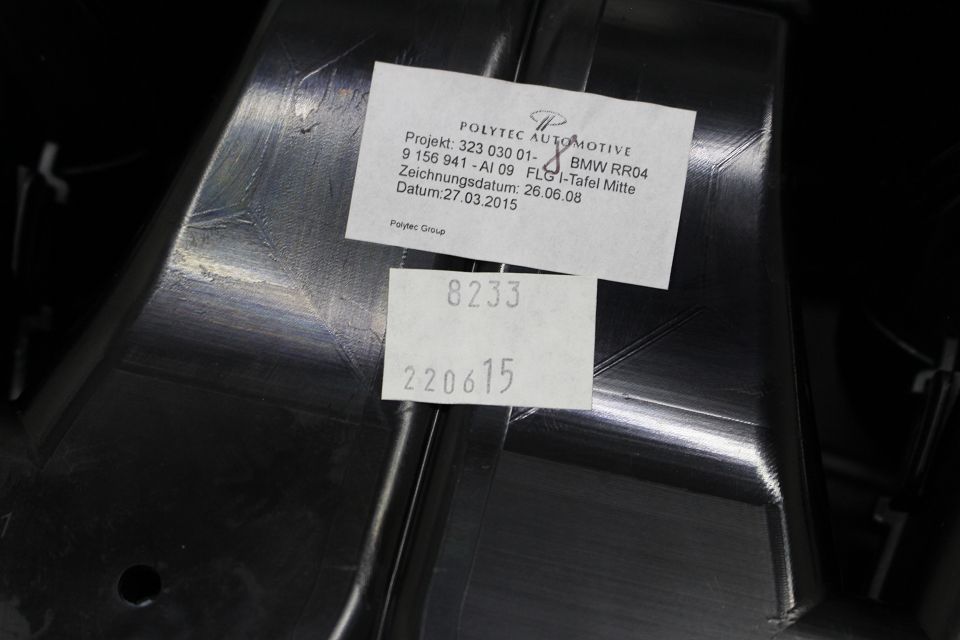 POLYTEC AUTOMOTIVE
Projekt: 323 030 01- 8 BMW RR04
9 156 941 - AI 09 FLG I-Tafel Mitte
Zeichnungsdatum: 26.06.08
Datum:27.03.2015
Polytec Group
8233
220615